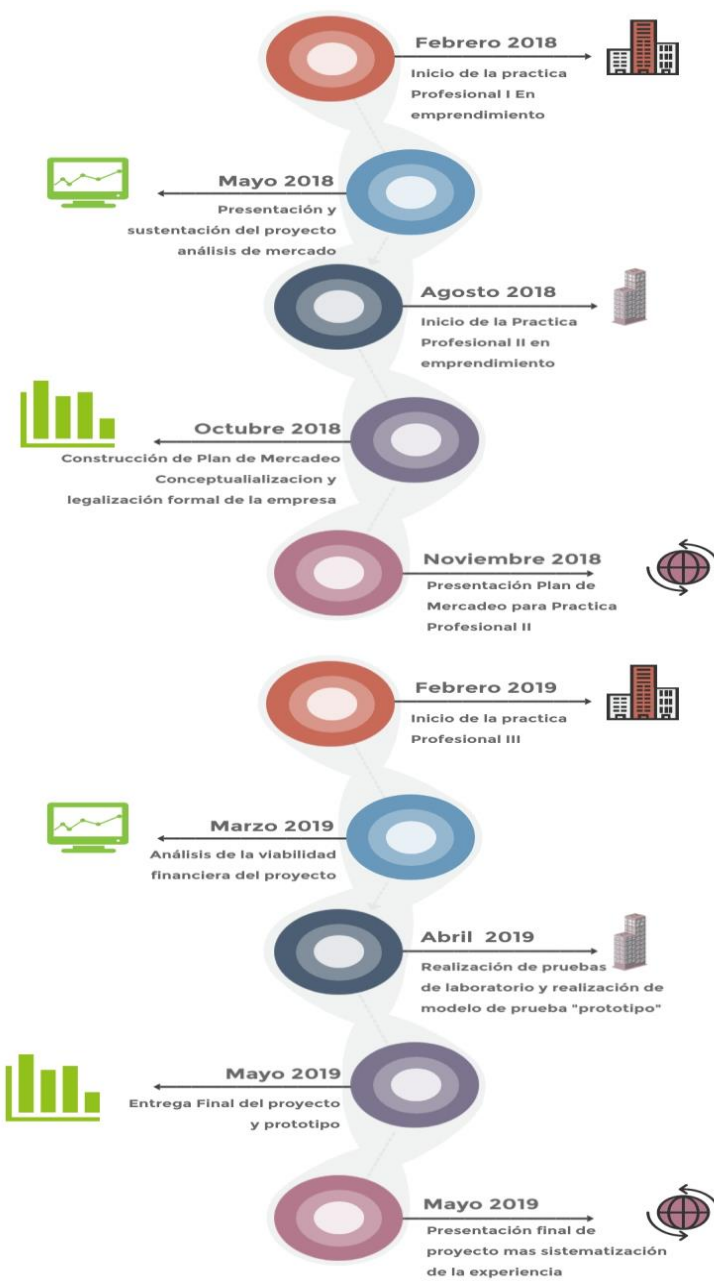 Febrero 2018
Inicio de la practica
Profesional I En
emprendimiento
Mayo 2018
Presentación y
sustentación del proyecto
análisis de mercado
Agosto 2018
Inicio de la Practica
Profesional II en
emprendimiento
Octubre 2018
Construcción de Plan de Mercadeo
Conceptualialializacion y
legalización formal de la empresa
Noviembre 2018
Presentación Plan de
Mercadeo para Practica
Profesional II
Febrero 2019
Inicio de la practica
Profesional III
Marzo 2019
Análisis de la viabilidad
financiera del proyecto
Abril 2019
Realización de pruebas
de laboratorio y realización de
modelo de prueba "prototipo"
Mayo 2019
Entrega Final del proyecto
y prototipo
Mayo 2019
Presentación final de
proyecto mas sistematización
de la experiencia